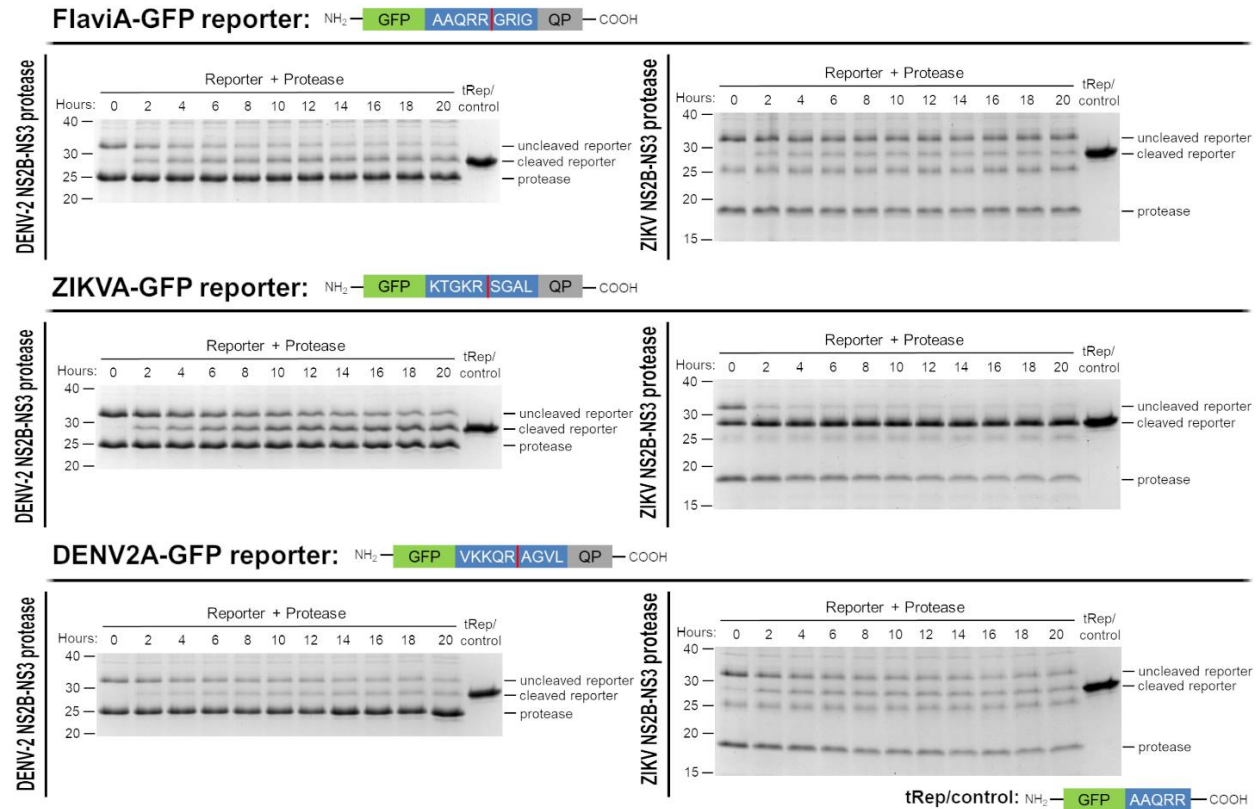 FlaviA-GFP reporter: NH2 GFP AAQRR GRIG QP COOH
DENV-2 NS2B-NS3 protease
Reporter + Protease
tRep/
control
Hours: 0 2 4 6 8 10 12 14 16 18 20
40
30
25
20
uncleaved reporter
cleaved reporter
protease
ZIKV NS2B-NS3 protease
Reporter + Protease
tRep/
control
Hours: 0 2 4 6 8 10 12 14 16 18 20
40
30
25
20
15
uncleaved reporter
cleaved reporter
protease
ZIKVA-GFP reporter: NH2 GFP KTGKR SGAL QP COOH
DENV-2 NS2B-NS3 protease
Reporter + Protease
tRep/
control
Hours: 0 2 4 6 8 10 12 14 16 18 20
40
30
25
20
uncleaved reporter
cleaved reporter
protease
ZIKV NS2B-NS3 protease
Reporter + Protease
tRep/
control
Hours: 0 2 4 6 8 10 12 14 16 18 20
40
30
25
20
15
uncleaved reporter
cleaved reporter
protease
DENV2A-GFP reporter: NH2 GFP VKKQR AGVL QP COOH
DENV-2 NS2B-NS3 protease
Reporter + Protease
tRep/
control
Hours: 0 2 4 6 8 10 12 14 16 18 20
40
30
25
20
uncleaved reporter
cleaved reporter
protease
ZIKV NS2B-NS3 protease
Reporter + Protease
tRep/
control
Hours: 0 2 4 6 8 10 12 14 16 18 20
40
30
25
20
15
uncleaved reporter
cleaved reporter
protease
tRep/control: NH2 GFP AAQRR COOH